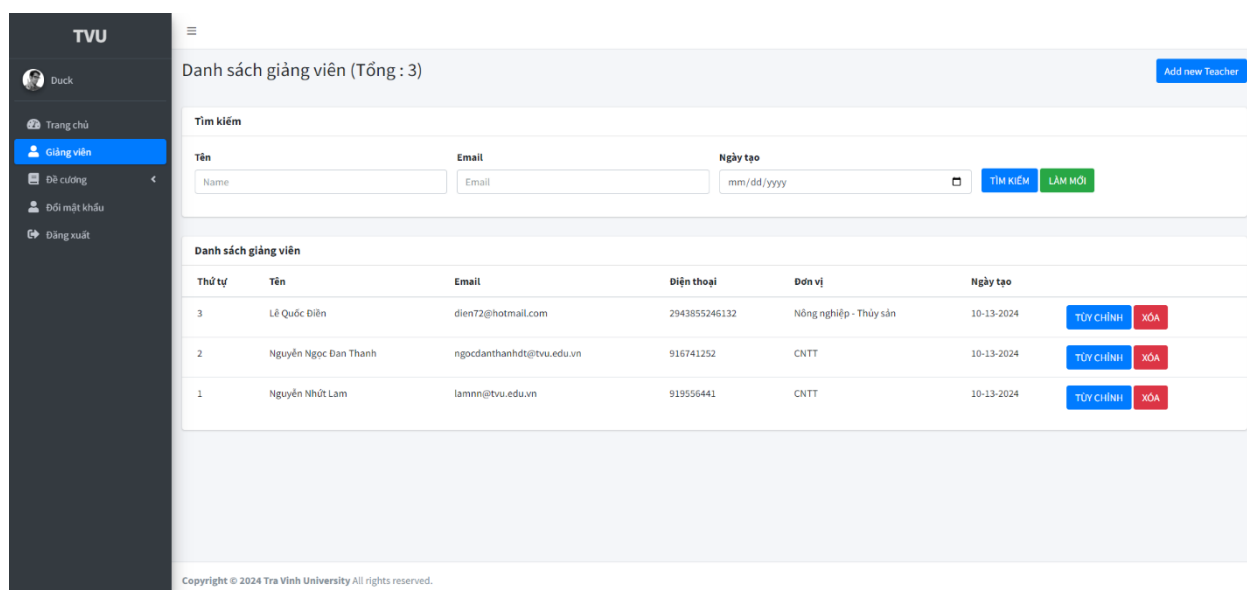 TVU
Duck
Trang chủ
Giảng viên
Đề cương
Đổi mật khẩu
Đăng xuất
Danh sách giảng viên (Tổng : 3)
Add new Teacher
Tìm kiếm
Tên Email Ngày tạo
Name Email mm/dd/yyyy TÌM KIẾM LÀM MỚI
Danh sách giảng viên
Thứ tự Tên Email Điện thoại Đơn vị Ngày tạo
3 Lê Quốc Điền dien72@hotmail.com 2943855246132 Nông nghiệp - Thủy sản 10-13-2024 TÙY CHỈNH XÓA
2 Nguyễn Ngọc Đan Thanh ngocdanthanhdt@tvu.edu.vn 916741252 CNTT 10-13-2024 TÙY CHỈNH XÓA
1 Nguyễn Nhứt Lam lamnn@tvu.edu.vn 919556441 CNTT 10-13-2024 TÙY CHỈNH XÓA
Copyright © 2024 Tra Vinh University All rights reserved.